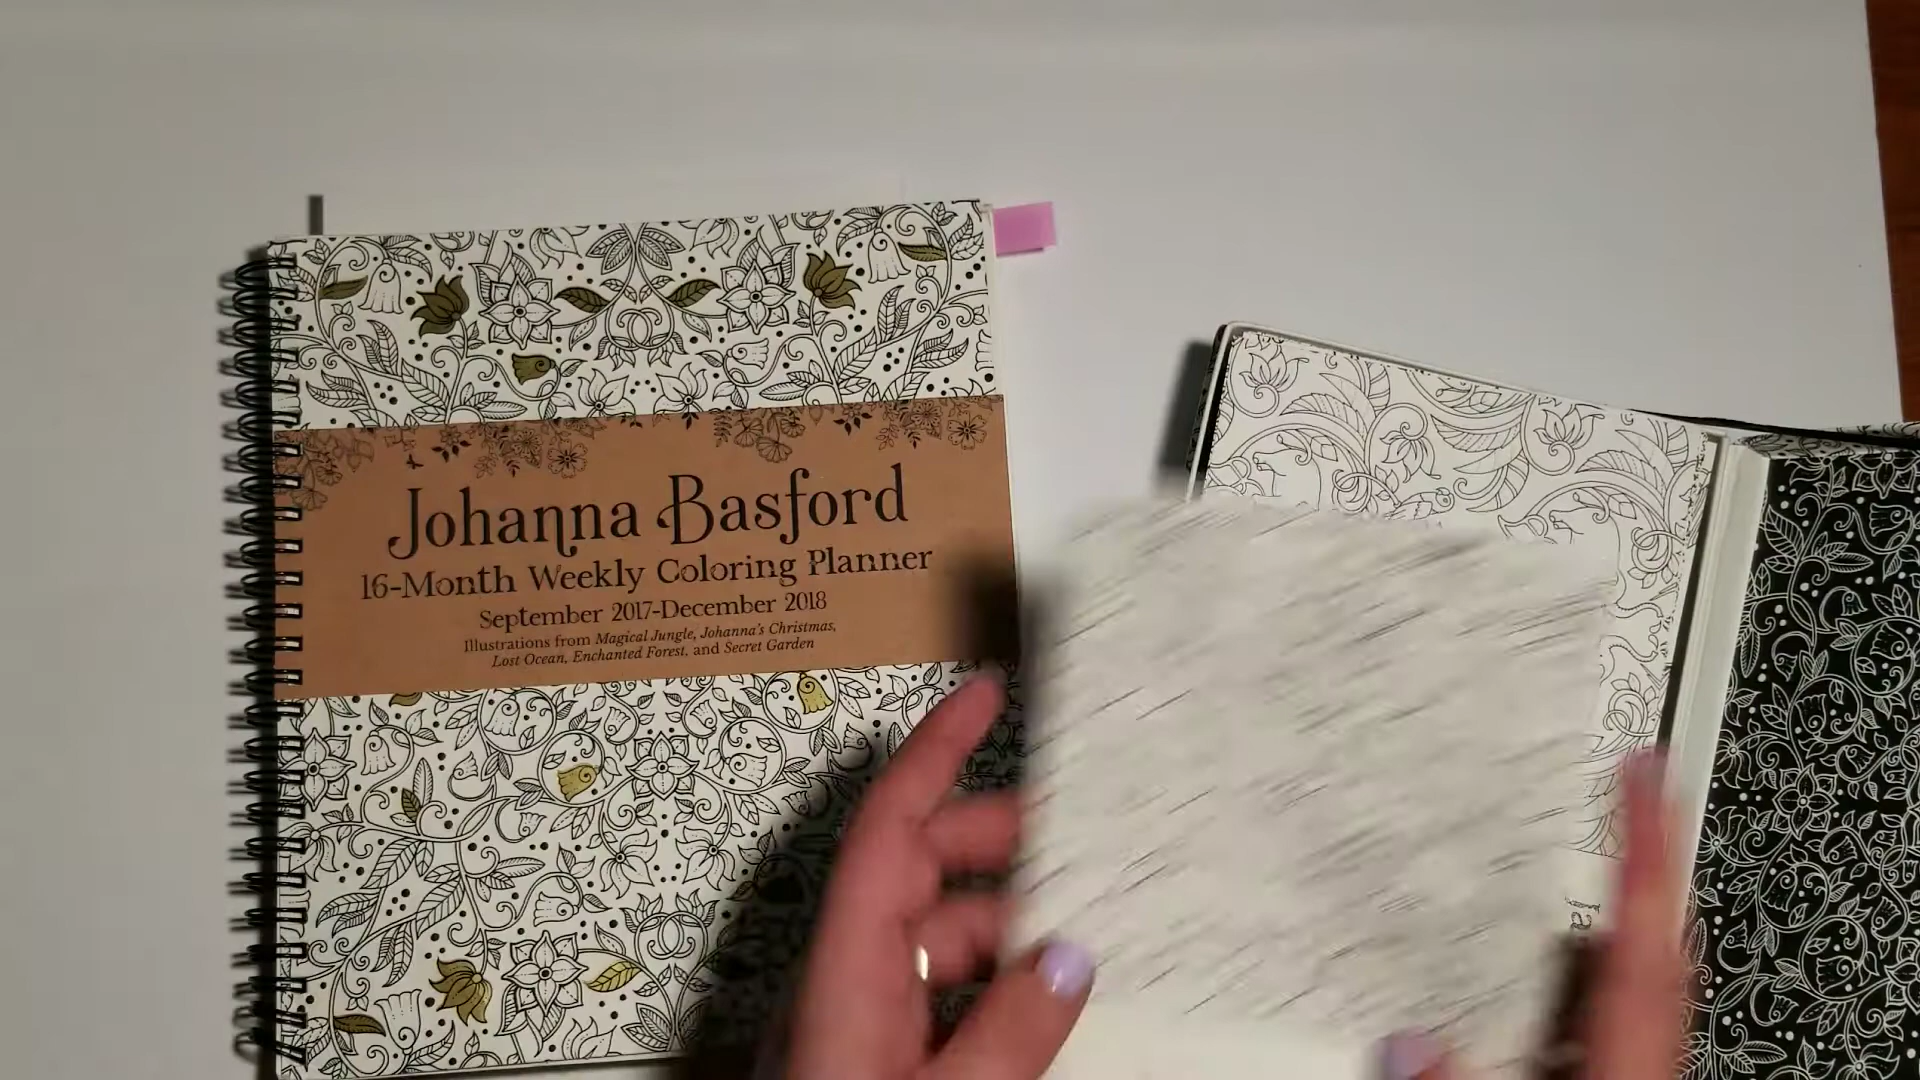 Johanna Basford
16-Month Weekly Coloring Planner
September 2017-December 2018
Illustrations from Magical Jungle, Johanna's Christmas,
Lost Ocean, Enchanted Forest, and Secret Garden